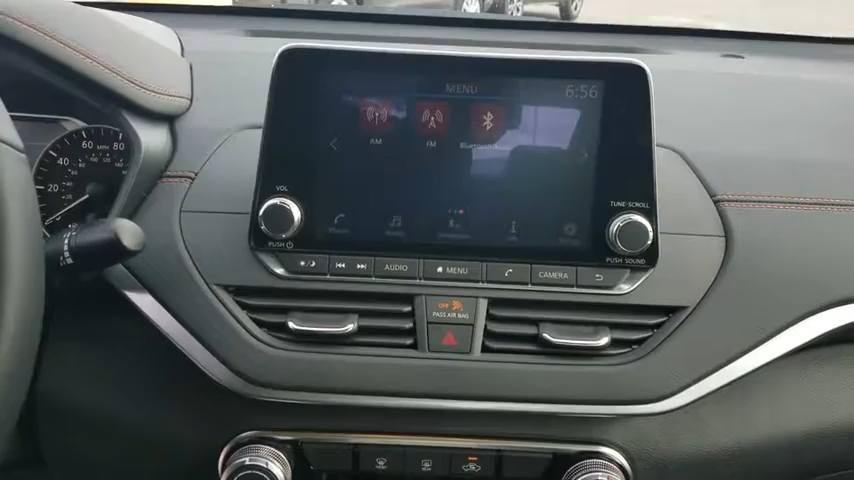 MENU
6:56
AM
FM
Bluetooth
VOL
PUSH
TUNE·SCROLL
PUSH SOUND
AUDIO
MENU
CAMERA
OFF
PASS AIR BAG
MPH
20
40
60
80